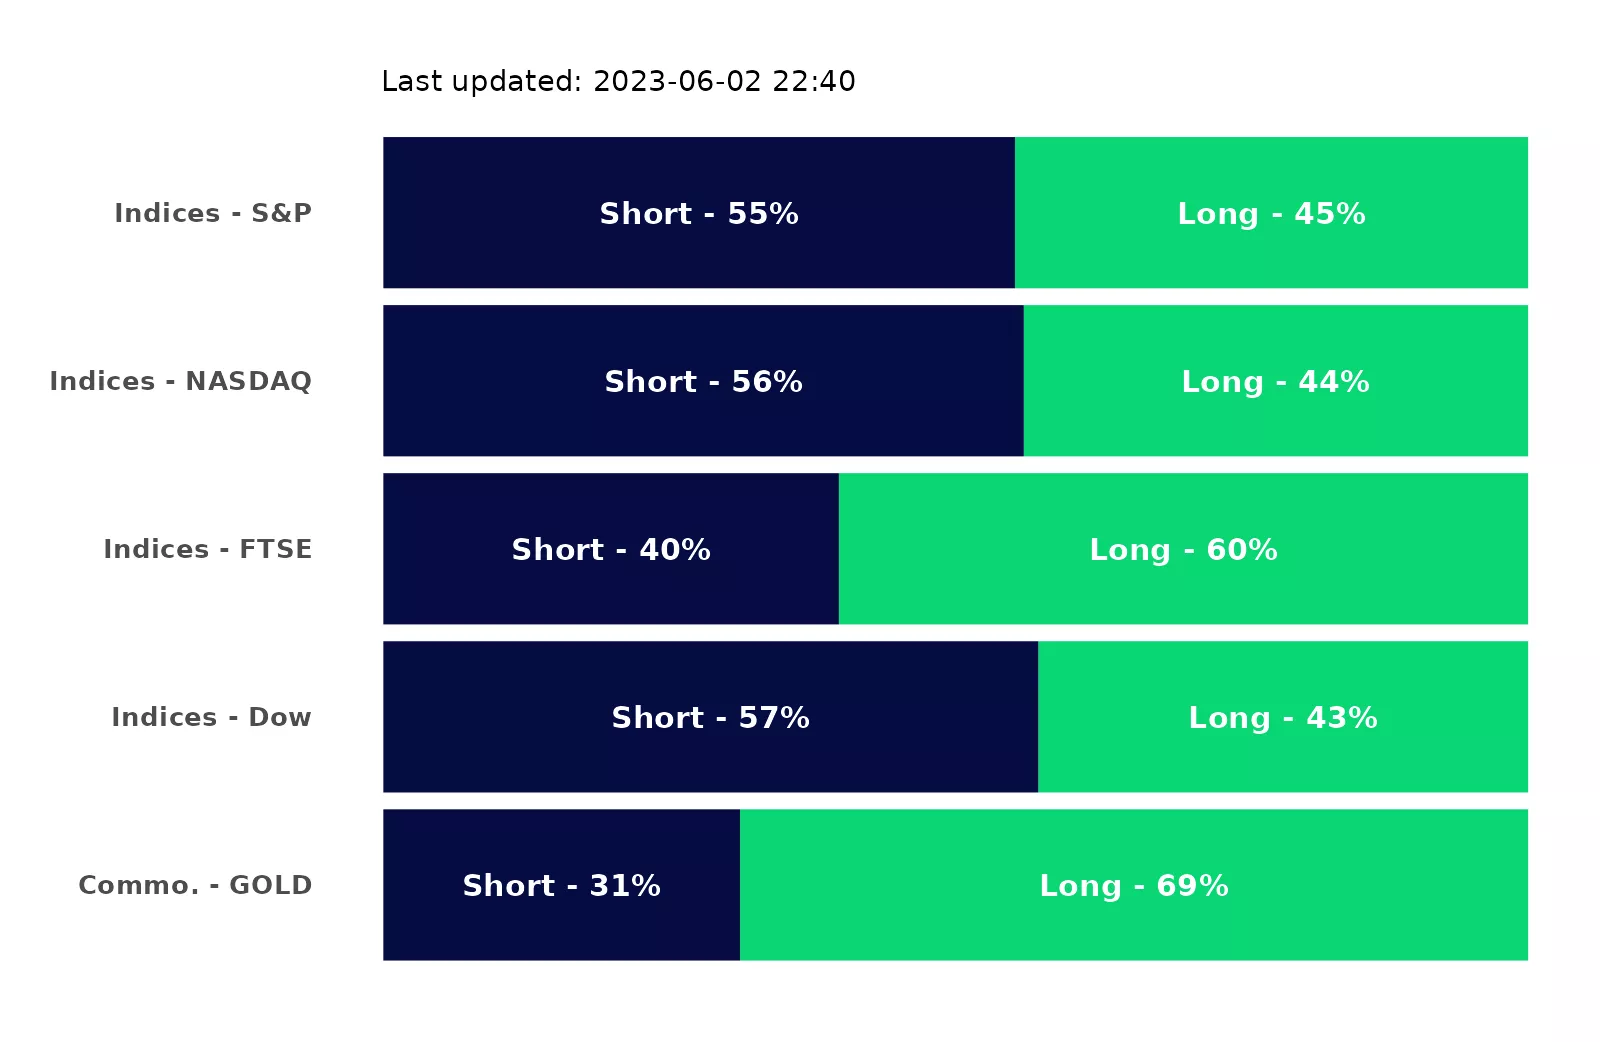 Last updated: 2023-06-02 22:40
Indices - S&P Short - 55% Long - 45%
Indices - NASDAQ Short - 56% Long - 44%
Indices - FTSE Short - 40% Long - 60%
Indices - Dow Short - 57% Long - 43%
Commo. - GOLD Short - 31% Long - 69%